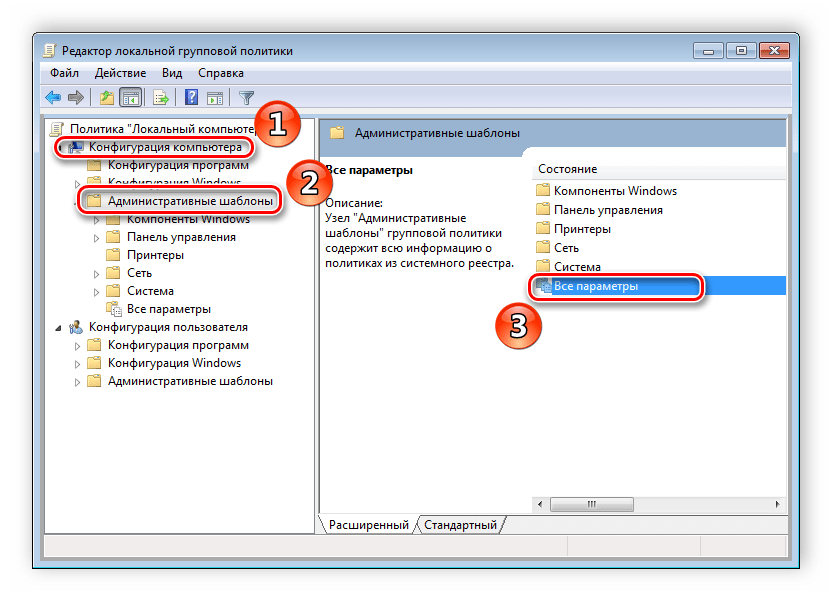 Редактор локальной групповой политики
Файл Действие Вид Справка
Политика "Локальный компьютер
1
Конфигурация компьютера
Конфигурация программ
Конфигурация Windows
2
Административные шаблоны
Компоненты Windows
Панель управления
Принтеры
Сеть
Система
Все параметры
Конфигурация пользователя
Конфигурация программ
Конфигурация Windows
Административные шаблоны
Административные шаблоны
Все параметры
Описание:
Узел "Административные
шаблоны" групповой политики
содержит всю информацию о
политиках из системного реестра.
Состояние
Компоненты Windows
Панель управления
Принтеры
Сеть
Система
Все параметры
3
Расширенный Стандартный